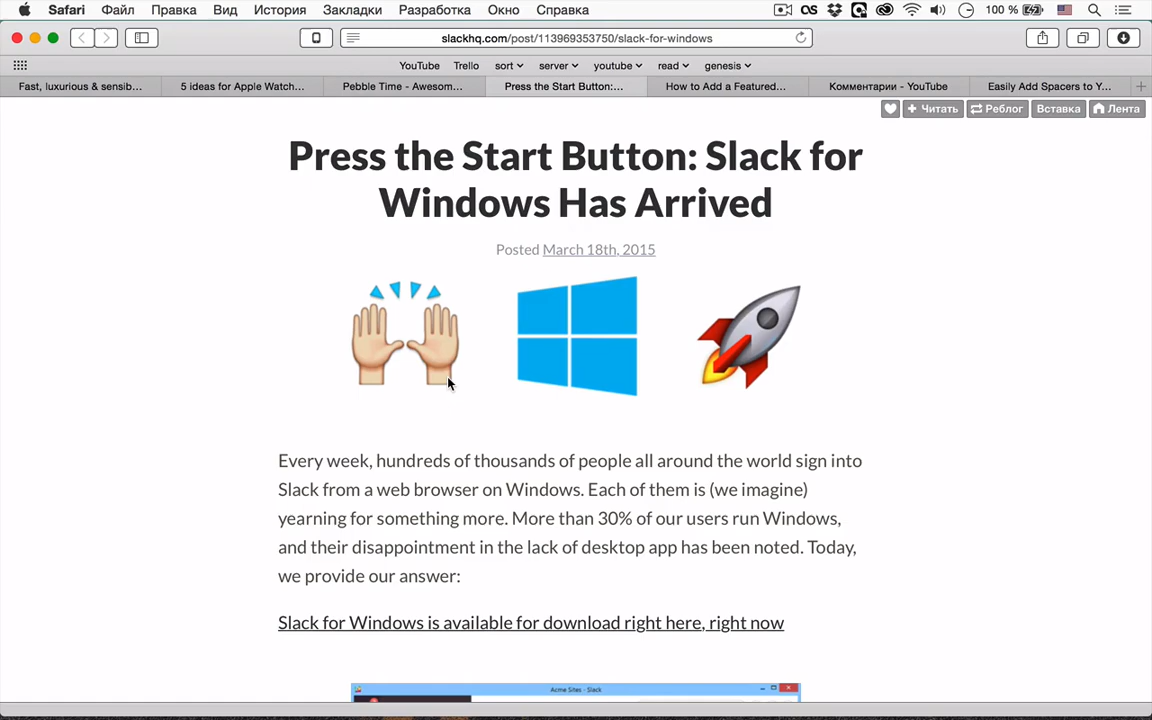 Safari Файл Правка Вид История Закладки Разработка Окно Справка 100 %
slackhq.com/post/113969353750/slack-for-windows
YouTube Trello sort server youtube read genesis
Fast, luxurious & sensib... 5 ideas for Apple Watch... Pebble Time - Awesom... Press the Start Button:... How to Add a Featured... Комментарии - YouTube Easily Add Spacers to Y...
+ Читать Реблог Вставка Лента
Press the Start Button: Slack for
Windows Has Arrived
Posted March 18th, 2015
Every week, hundreds of thousands of people all around the world sign into
Slack from a web browser on Windows. Each of them is (we imagine)
yearning for something more. More than 30% of our users run Windows,
and their disappointment in the lack of desktop app has been noted. Today,
we provide our answer:
Slack for Windows is available for download right here, right now
Acme Sites - Slack